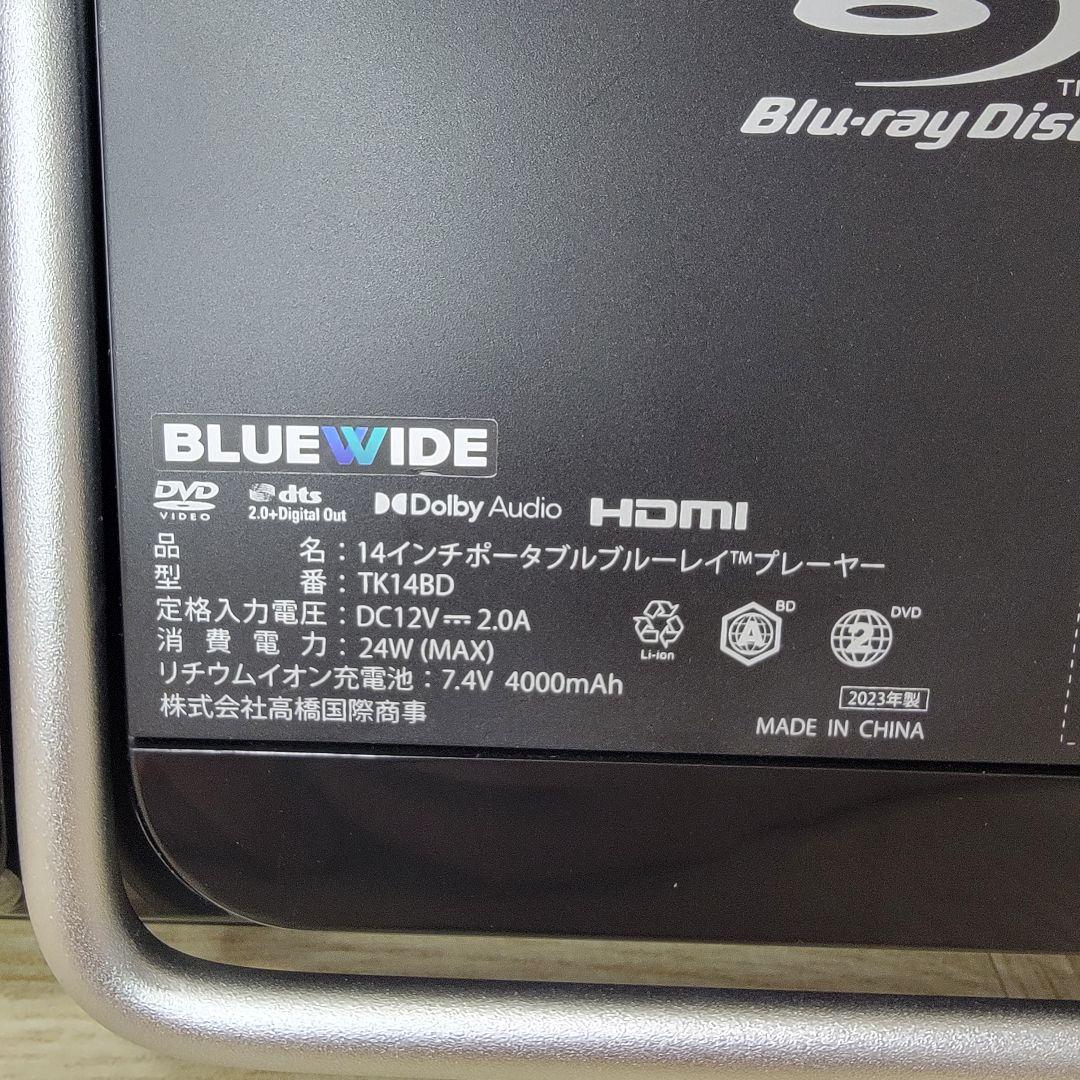 TM
Blu-ray Disc
BLUEWIDE
DVD VIDEO
dts 2.0+Digital Out
Dolby Audio
HDMI
品名：14インチポータブルブルーレイ™プレーヤー
型番：TK14BD
定格入力電圧：DC12V⎓2.0A
消費電力：24W (MAX)
リチウムイオン充電池：7.4V 4000mAh
株式会社高橋国際商事
Li-ion
A BD
2 DVD
2023年製
MADE IN CHINA